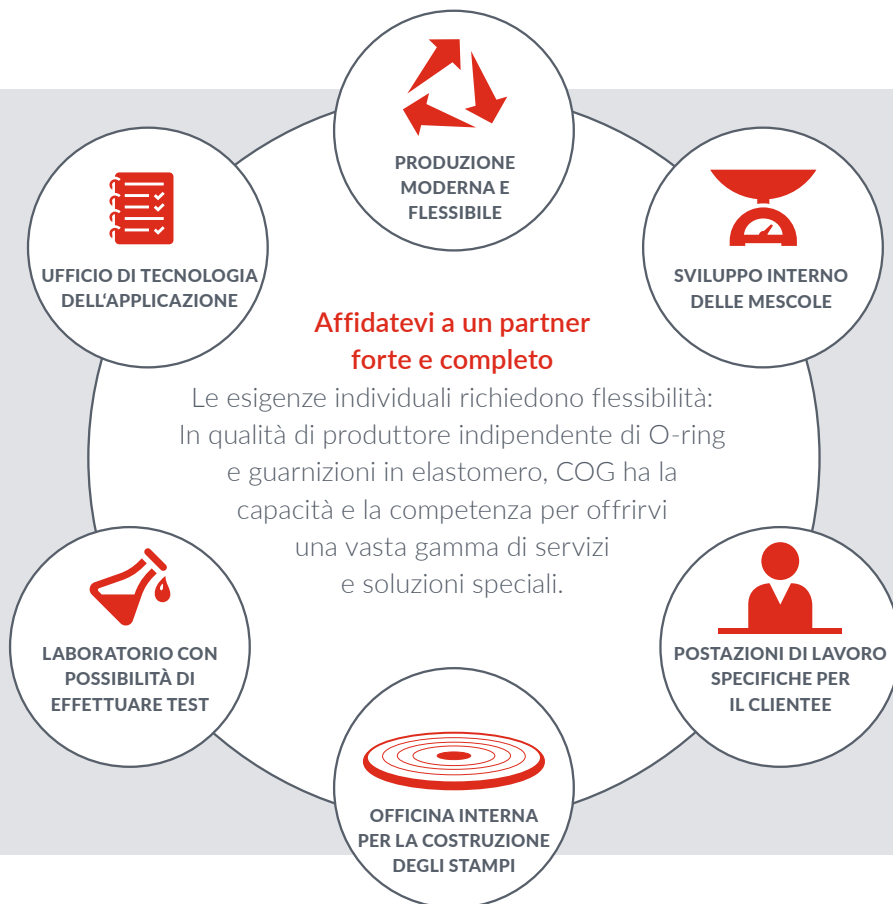 PRODUZIONE
MODERNA E
FLESSIBILE
UFFICIO DI TECNOLOGIA
DELL‘APPLICAZIONE
SVILUPPO INTERNO
DELLE MESCOLE
Affidatevi a un partner
forte e completo
Le esigenze individuali richiedono flessibilità:
In qualità di produttore indipendente di O-ring
e guarnizioni in elastomero, COG ha la
capacità e la competenza per offrirvi
una vasta gamma di servizi
e soluzioni speciali.
LABORATORIO CON
POSSIBILITÀ DI
EFFETTUARE TEST
POSTAZIONI DI LAVORO
SPECIFICHE PER
IL CLIENTEE
OFFICINA INTERNA
PER LA COSTRUZIONE
DEGLI STAMPI